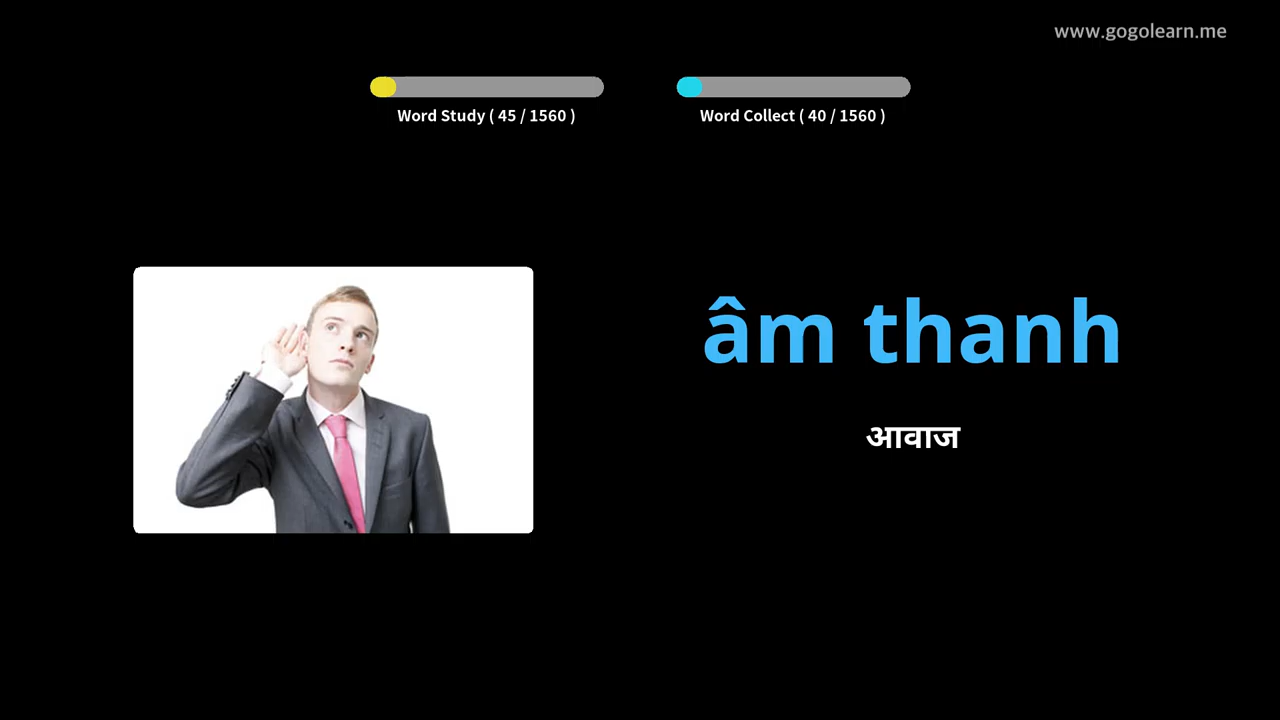 www.gogolearn.me
Word Study ( 45 / 1560 )
Word Collect ( 40 / 1560 )
âm thanh
आवाज